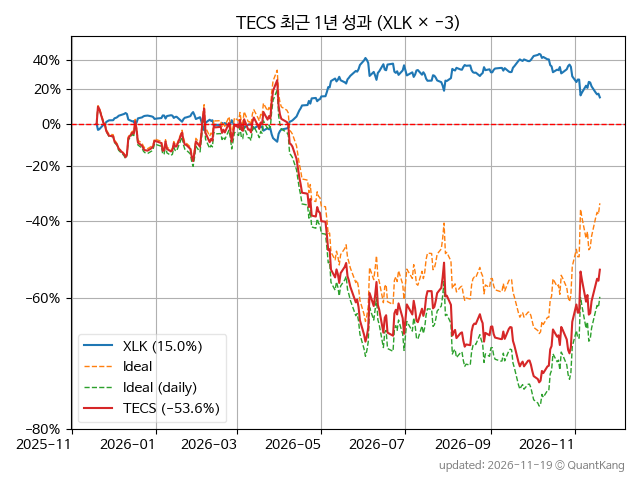 TECS 최근 1년 성과 (XLK × −3)
40%
20%
0%
−20%
−40%
−60%
−80%
XLK (15.0%)
Ideal
Ideal (daily)
TECS (−53.6%)
2025-11 2026-01 2026-03 2026-05 2026-07 2026-09 2026-11
updated: 2026-11-19 © QuantKang